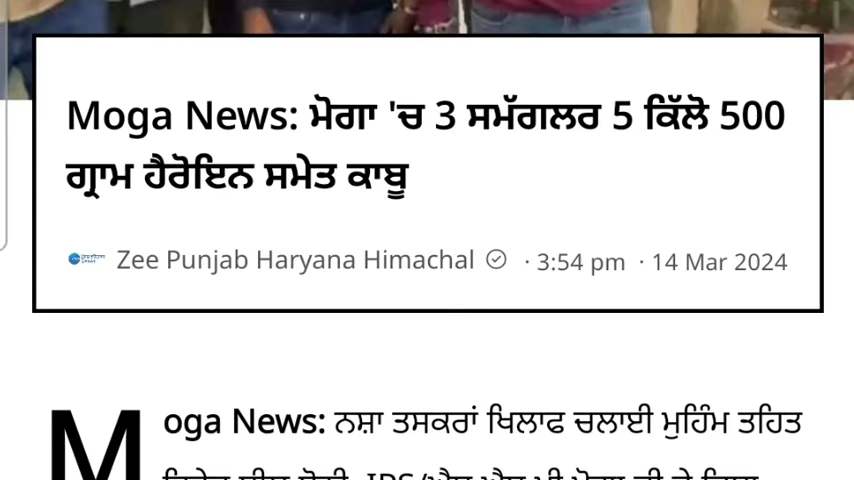 Moga News: ਮੋਗਾ 'ਚ 3 ਸਮੱਗਲਰ 5 ਕਿੱਲੋ 500
ਗ੍ਰਾਮ ਹੈਰੋਇਨ ਸਮੇਤ ਕਾਬੂ
Zee Punjab Haryana Himachal · 3:54 pm · 14 Mar 2024
Moga News: ਨਸ਼ਾ ਤਸਕਰਾਂ ਖਿਲਾਫ ਚਲਾਈ ਮੁਹਿੰਮ ਤਹਿਤ